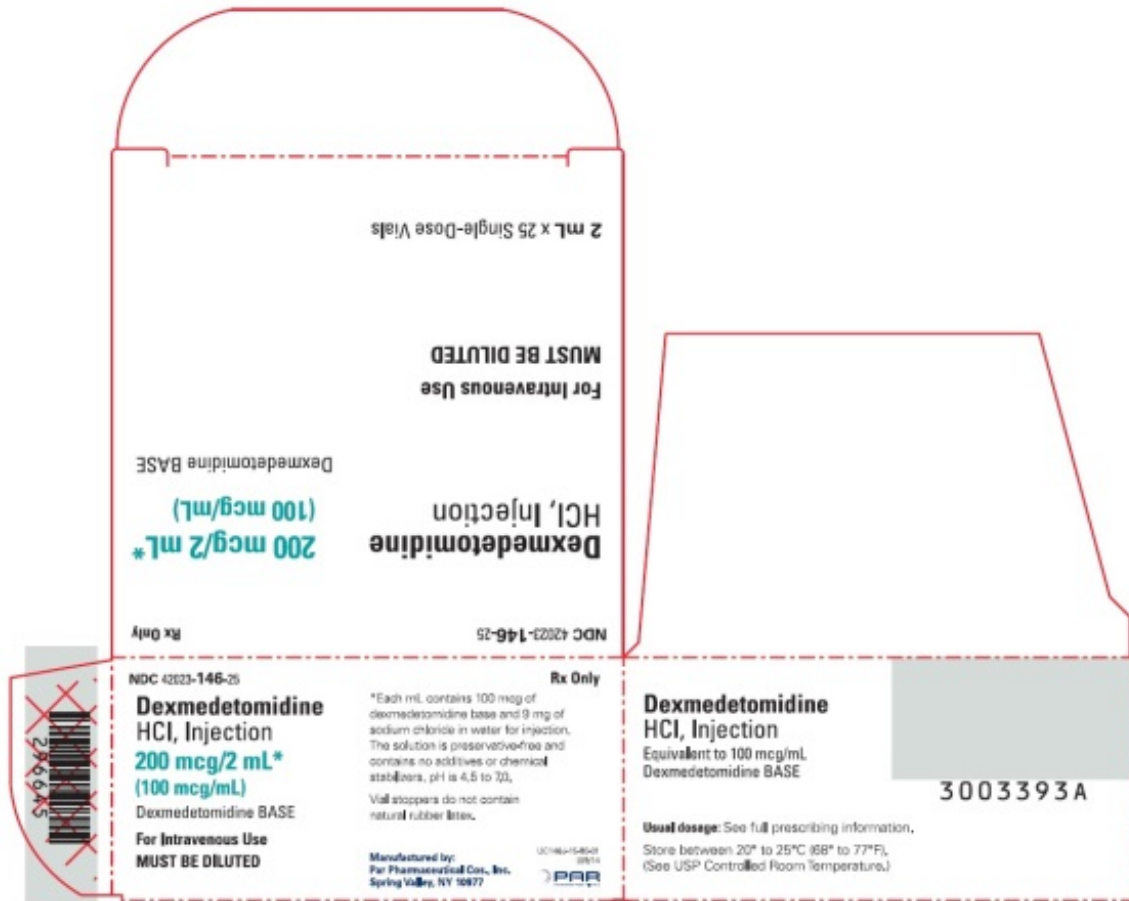 2 mL x 25 Single-Dose Vials
MUST BE DILUTED
For Intravenous Use
Dexmedetomidine BASE
(100 mcg/mL)
200 mcg/2 mL*
HCl, Injection
Dexmedetomidine
Rx Only
NDC 42023-146-25
296645
NDC 42023-146-25
Dexmedetomidine
HCl, Injection
200 mcg/2 mL*
(100 mcg/mL)
Dexmedetomidine BASE
For Intravenous Use
MUST BE DILUTED
Rx Only
*Each mL contains 100 mcg of
dexmedetomidine base and 9 mg of
sodium chloride in water for injection.
The solution is preservative-free and
contains no additives or chemical
stabilizers, pH is 4.5 to 7.0.
Vial stoppers do not contain
natural rubber latex.
Manufactured by:
Par Pharmaceutical Cos., Inc.
Spring Valley, NY 10977
PAR
Dexmedetomidine
HCl, Injection
Equivalent to 100 mcg/mL
Dexmedetomidine BASE
3003393A
Usual dosage: See full prescribing information.
Store between 20° to 25°C (68° to 77°F).
(See USP Controlled Room Temperature.)